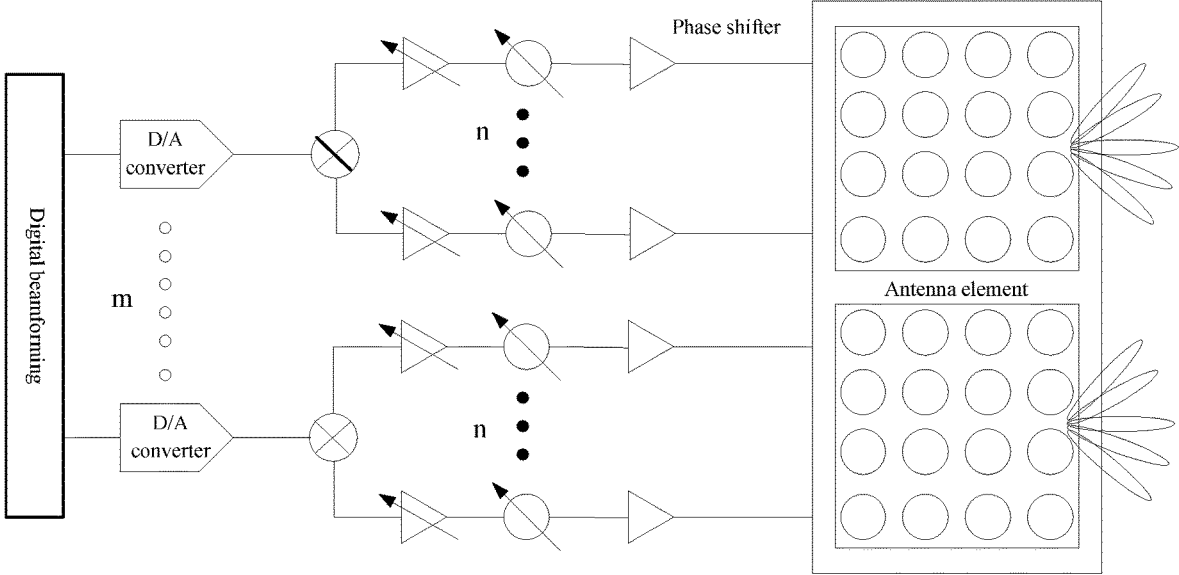 Phase shifter
D/A
converter
n
Digital beamforming
m
Antenna element
D/A
converter
n